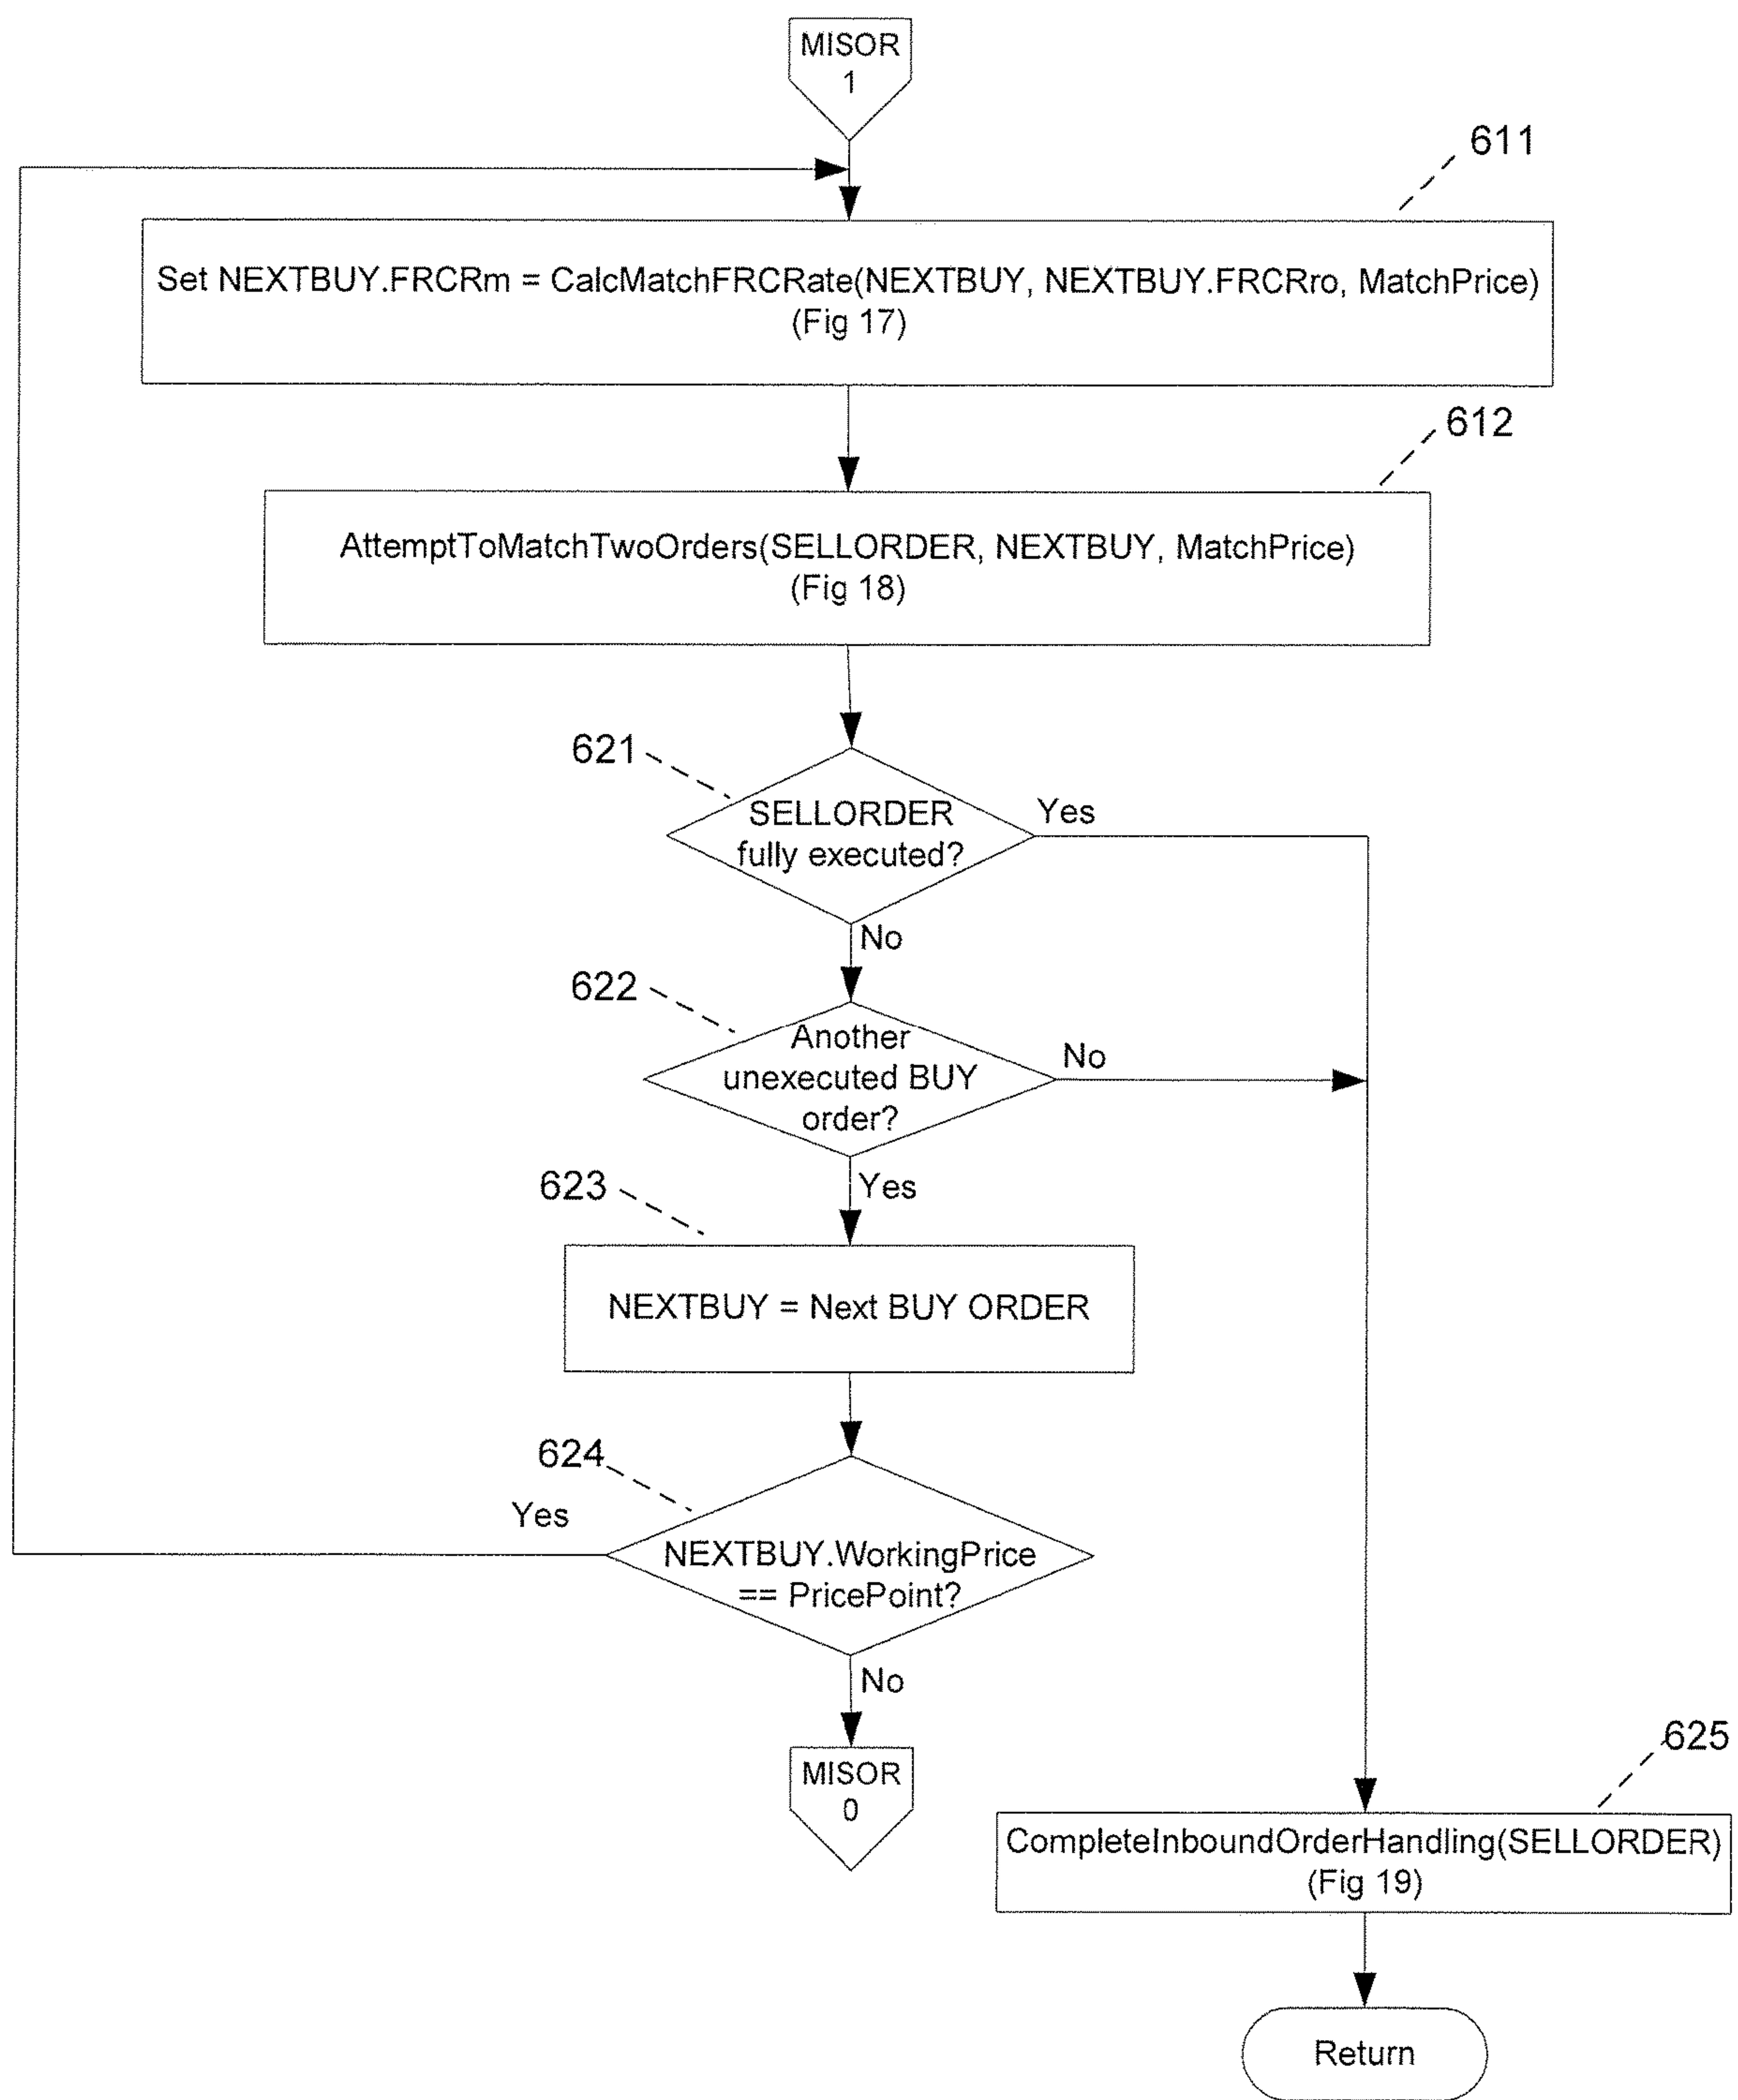 MISOR
1
611
Set NEXTBUY.FRCRm = CalcMatchFRCRate(NEXTBUY, NEXTBUY.FRCRro, MatchPrice)
(Fig 17)
612
AttemptToMatchTwoOrders(SELLORDER, NEXTBUY, MatchPrice)
(Fig 18)
621
SELLORDER
fully executed?
Yes
No
622
Another
unexecuted BUY
order?
No
Yes
623
NEXTBUY = Next BUY ORDER
624
Yes
NEXTBUY.WorkingPrice
== PricePoint?
No
MISOR
0
625
CompleteInboundOrderHandling(SELLORDER)
(Fig 19)
Return